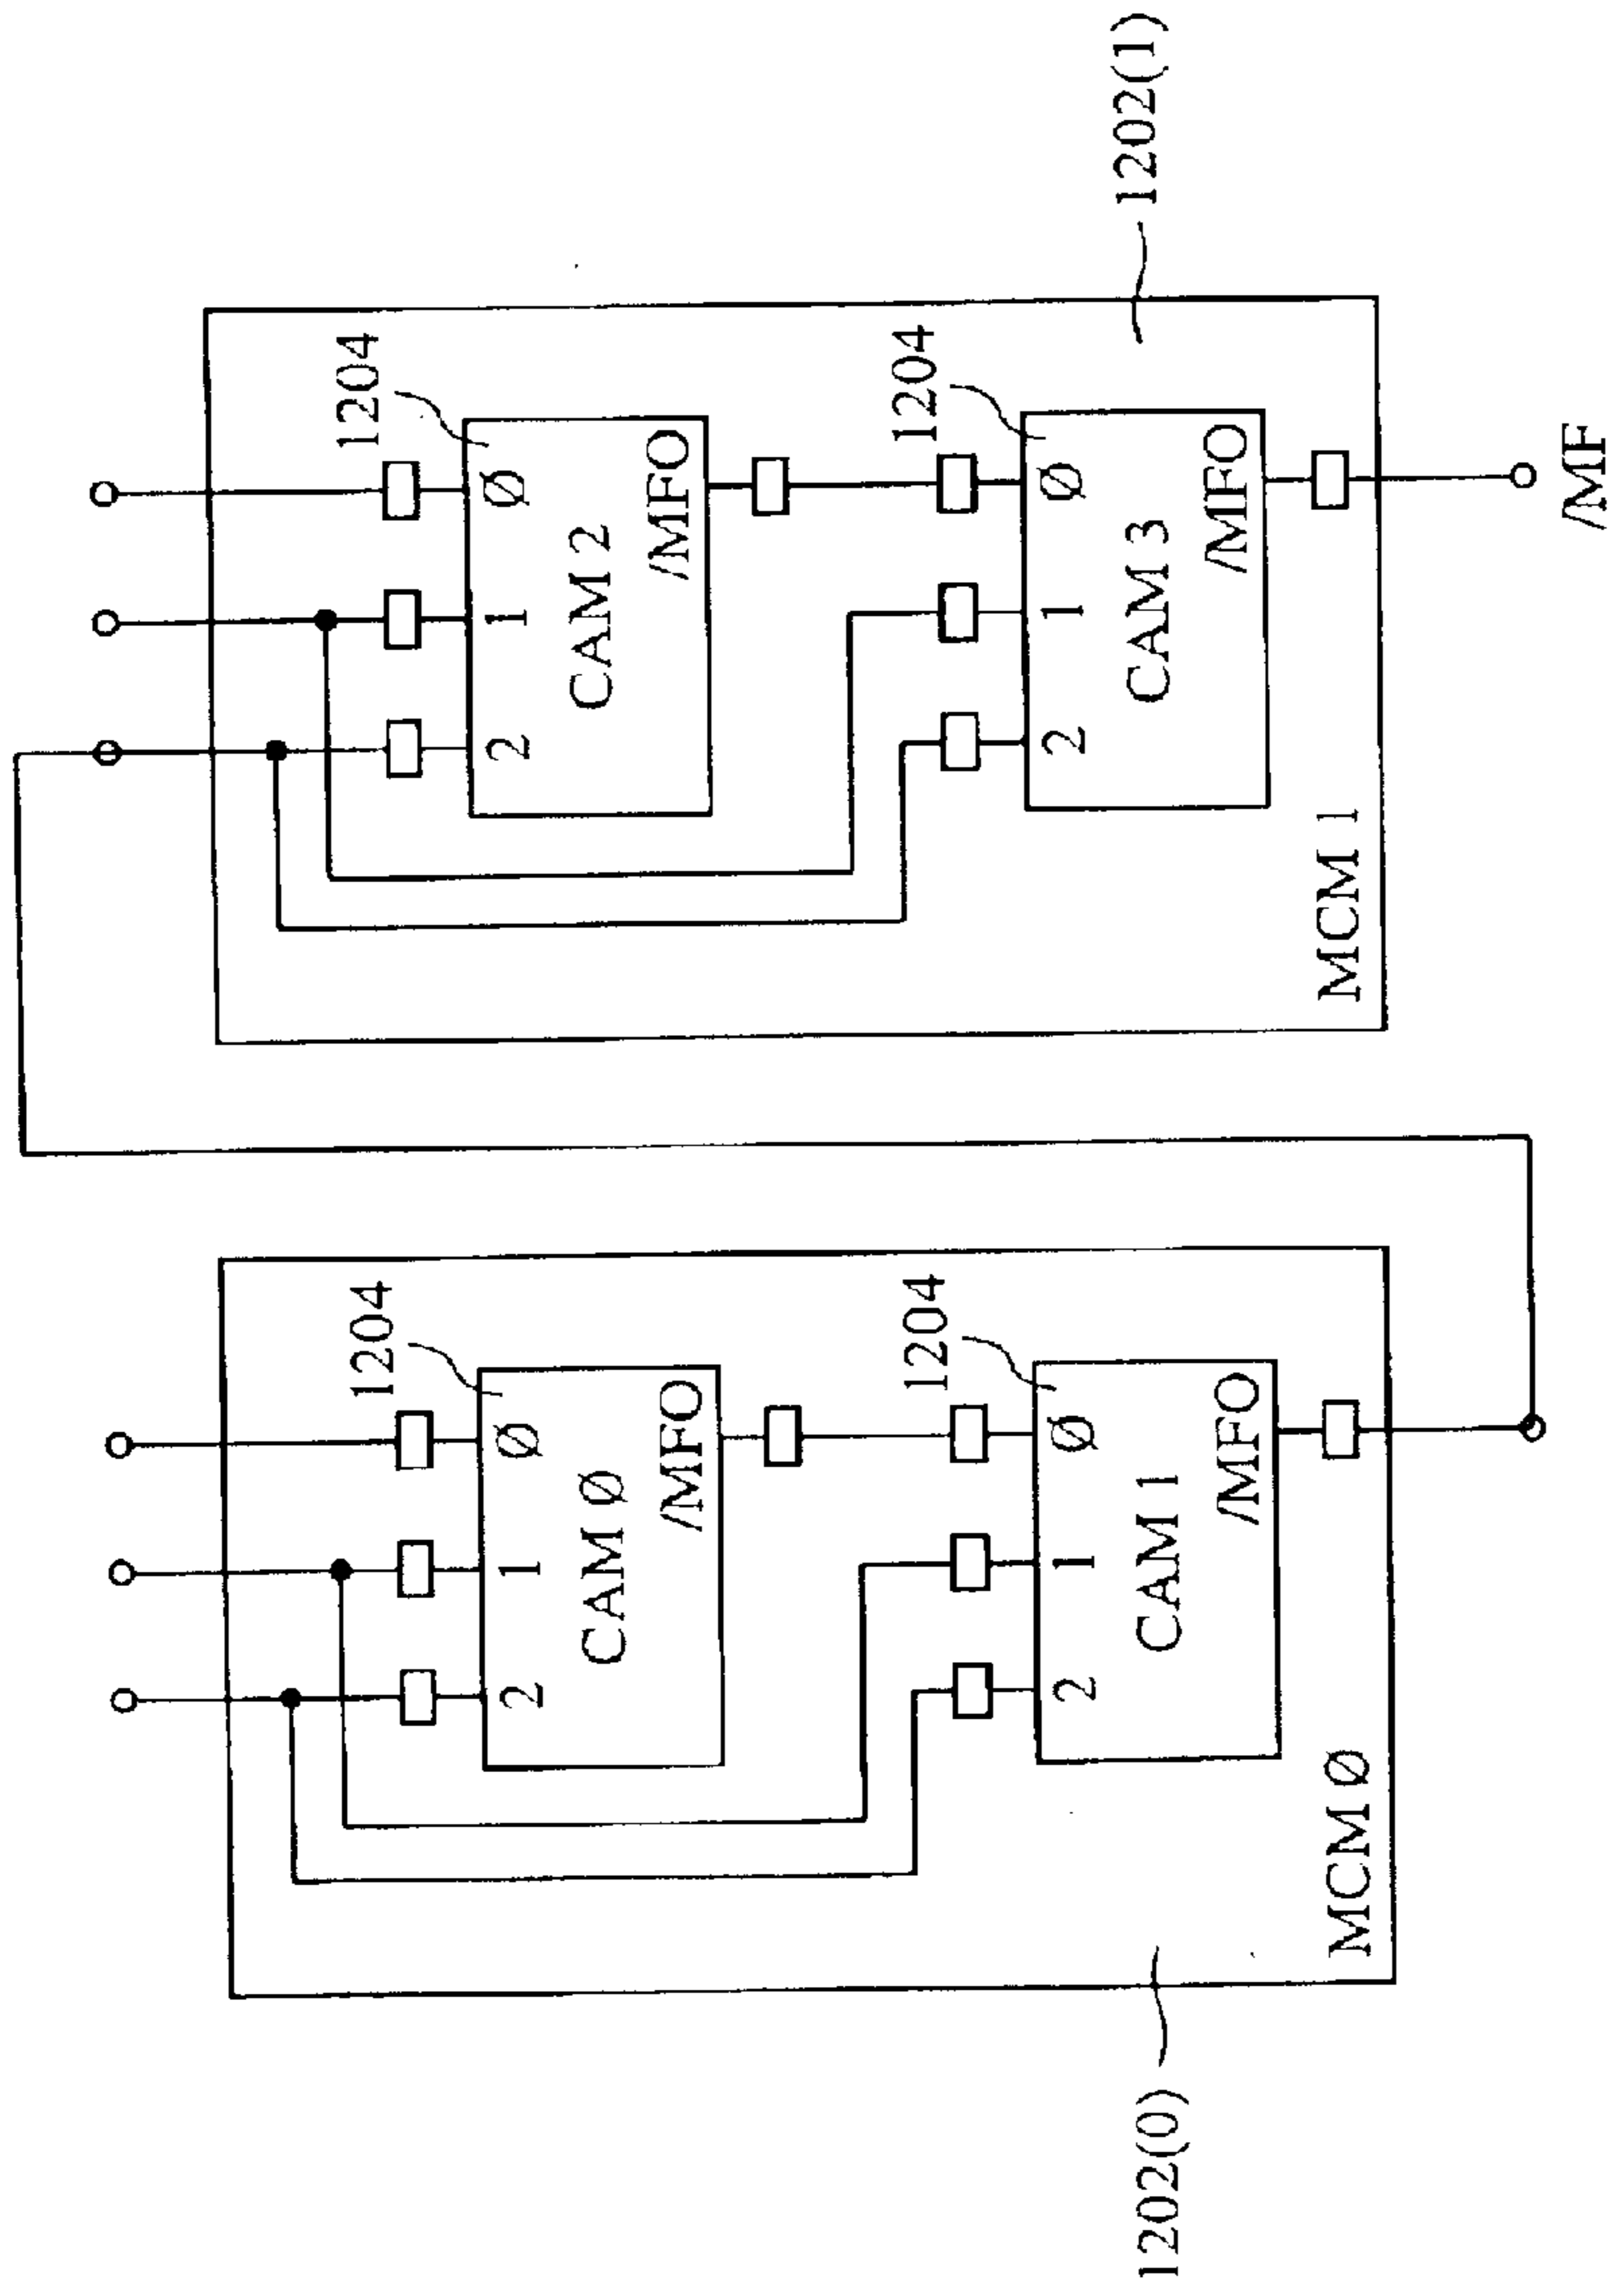 1204
2 1 Ø
CAM Ø
/MFO
1204
2 1 Ø
CAM 1
/MFO
MCM Ø
1202(0)
1204
2 1 Ø
CAM 2
/MFO
1204
2 1 Ø
CAM 3
/MFO
MCM 1
1202(1)
/MF